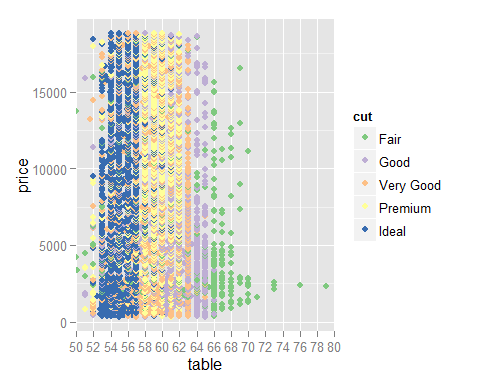 price
15000
10000
5000
0
50 52 54 56 58 60 62 64 66 68 70 72 74 76 78 80
table
cut
Fair
Good
Very Good
Premium
Ideal